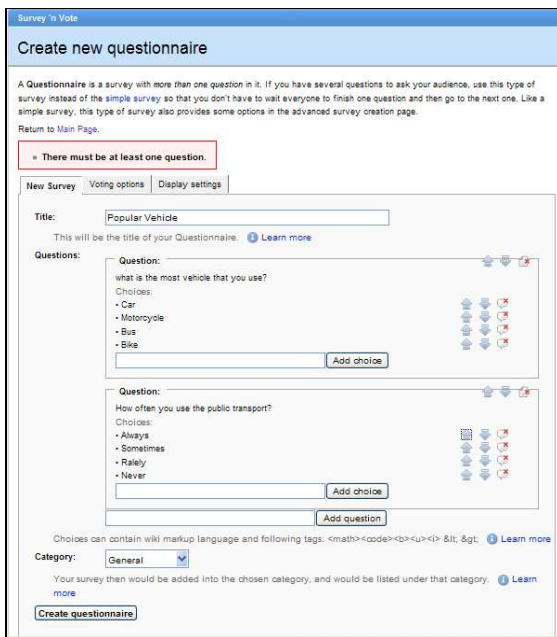 Survey 'n Vote
Create new questionnaire
A Questionnaire is a survey with more than one question in it. If you have several questions to ask your audience, use this type of
survey instead of the simple survey so that you don't have to wait everyone to finish one question and then go to the next one. Like a
simple survey, this type of survey also provides some options in the advanced survey creation page.
Return to Main Page.
There must be at least one question.
New Survey Voting options Display settings
Title: Popular Vehicle
This will be the title of your Questionnaire. Learn more
Questions:
Question:
what is the most vehicle that you use?
Choices:
• Car
• Motorcycle
• Bus
• Bike
Add choice
Question:
How often you use the public transport?
Choices:
• Always
• Sometimes
• Ralely
• Never
Add choice
Add question
Choices can contain wiki markup language and following tags: <math><code><b><u><i> &lt; &gt; Learn more
Category: General
Your survey then would be added into the chosen category, and would be listed under that category. Learn
more
Create questionnaire